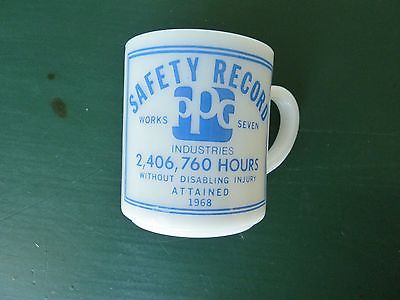 SAFETY RECORD
WORKS ppg SEVEN
INDUSTRIES
2,406,760 HOURS
WITHOUT DISABLING INJURY
ATTAINED
1968